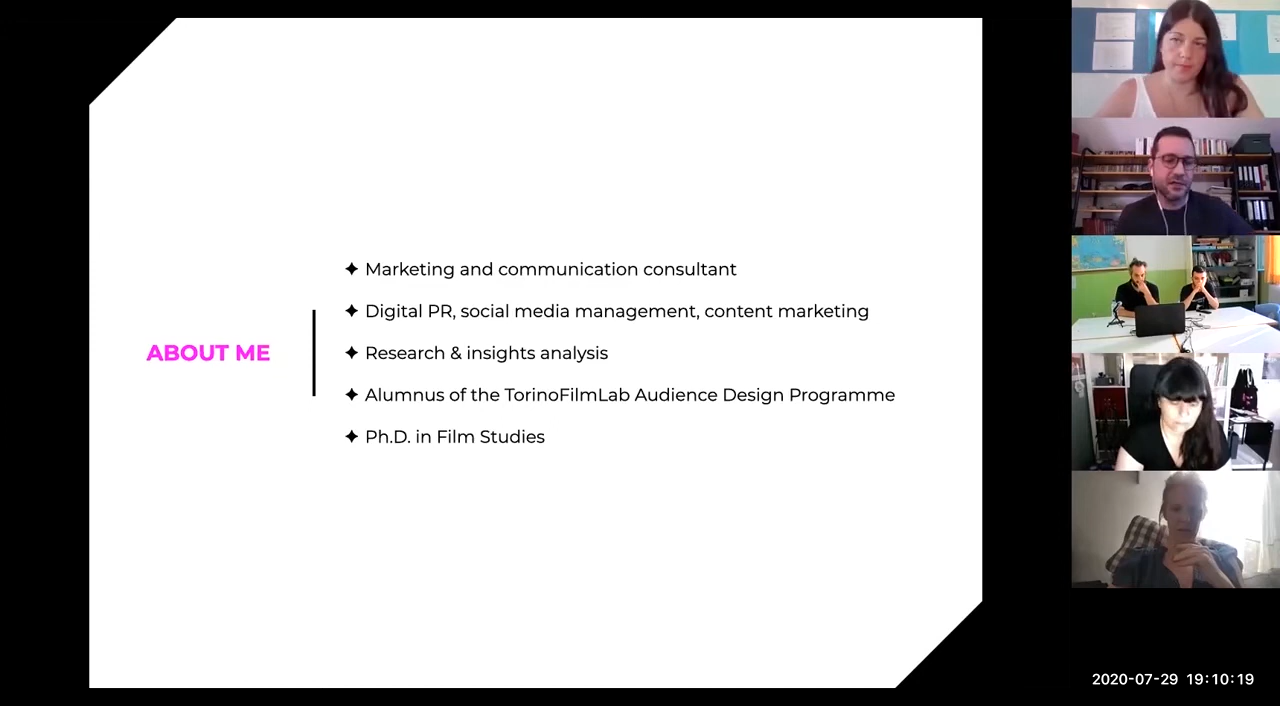 ABOUT ME
✦ Marketing and communication consultant
✦ Digital PR, social media management, content marketing
✦ Research & insights analysis
✦ Alumnus of the TorinoFilmLab Audience Design Programme
✦ Ph.D. in Film Studies
2020-07-29 19:10:19